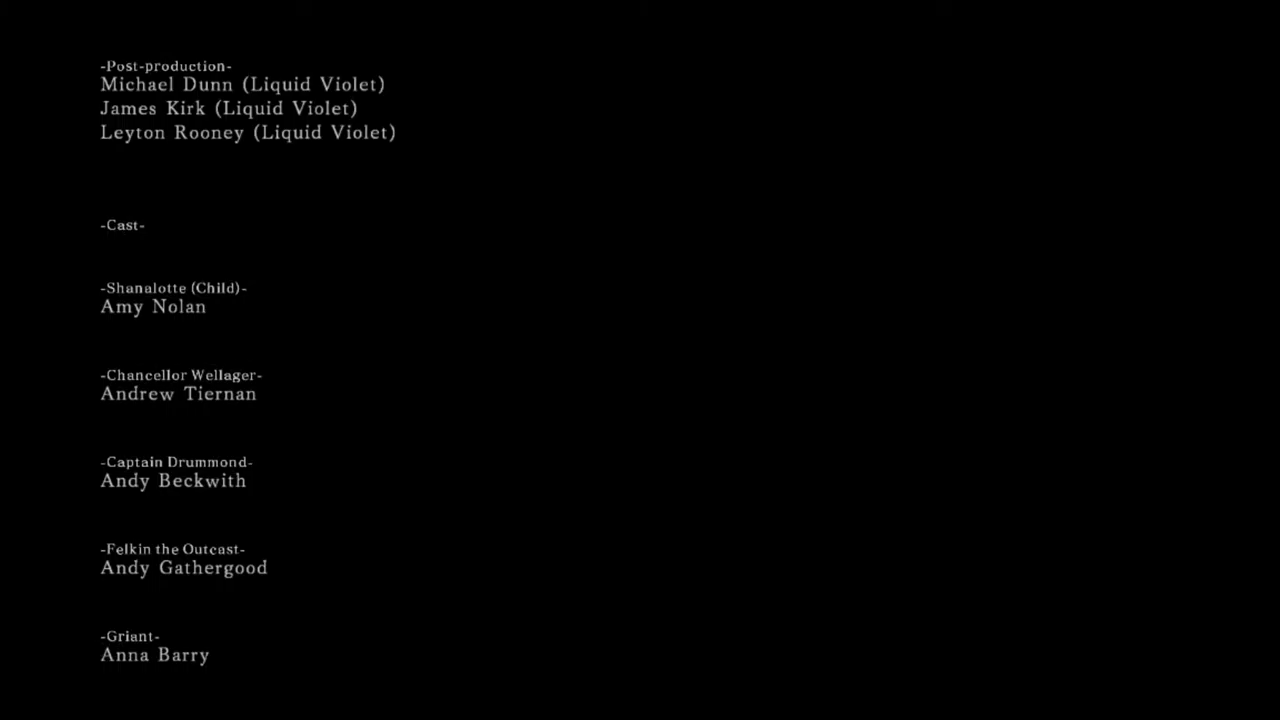 -Post-production-
Michael Dunn (Liquid Violet)
James Kirk (Liquid Violet)
Leyton Rooney (Liquid Violet)
-Cast-
-Shanalotte (Child)-
Amy Nolan
-Chancellor Wellager-
Andrew Tiernan
-Captain Drummond-
Andy Beckwith
-Felkin the Outcast-
Andy Gathergood
-Griant-
Anna Barry